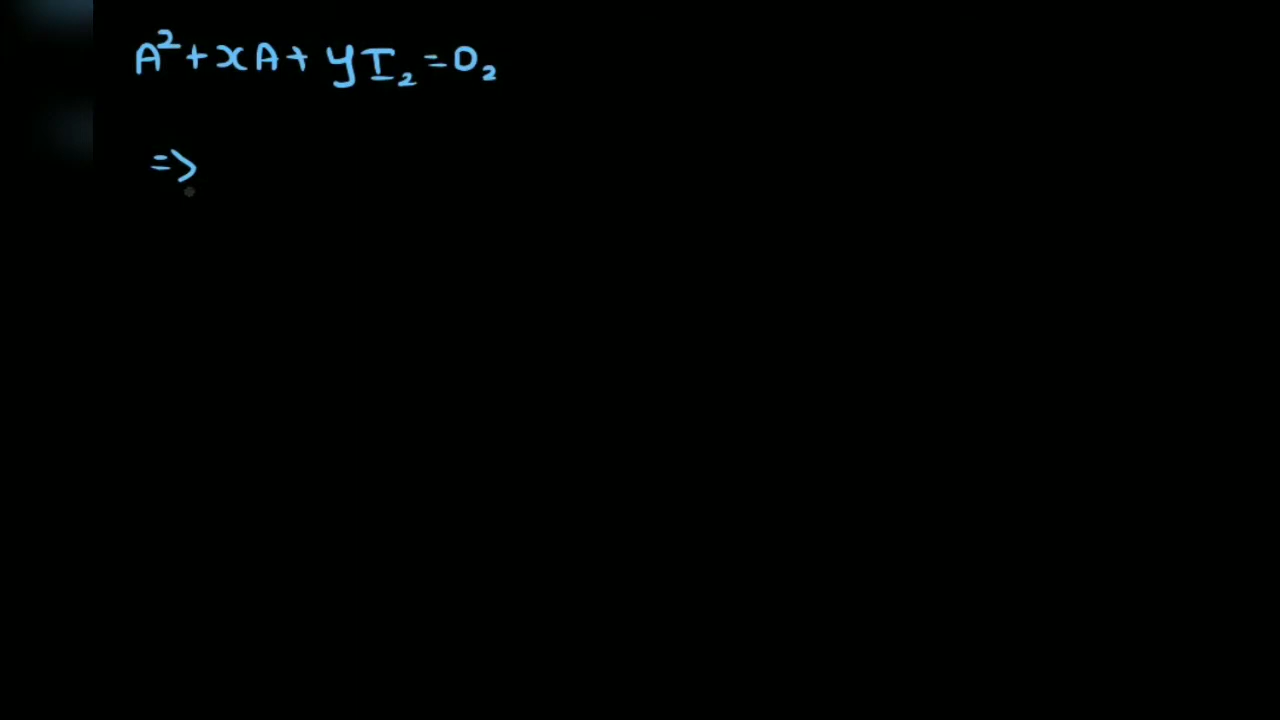 A² + xA + yI₂ = O₂
=>